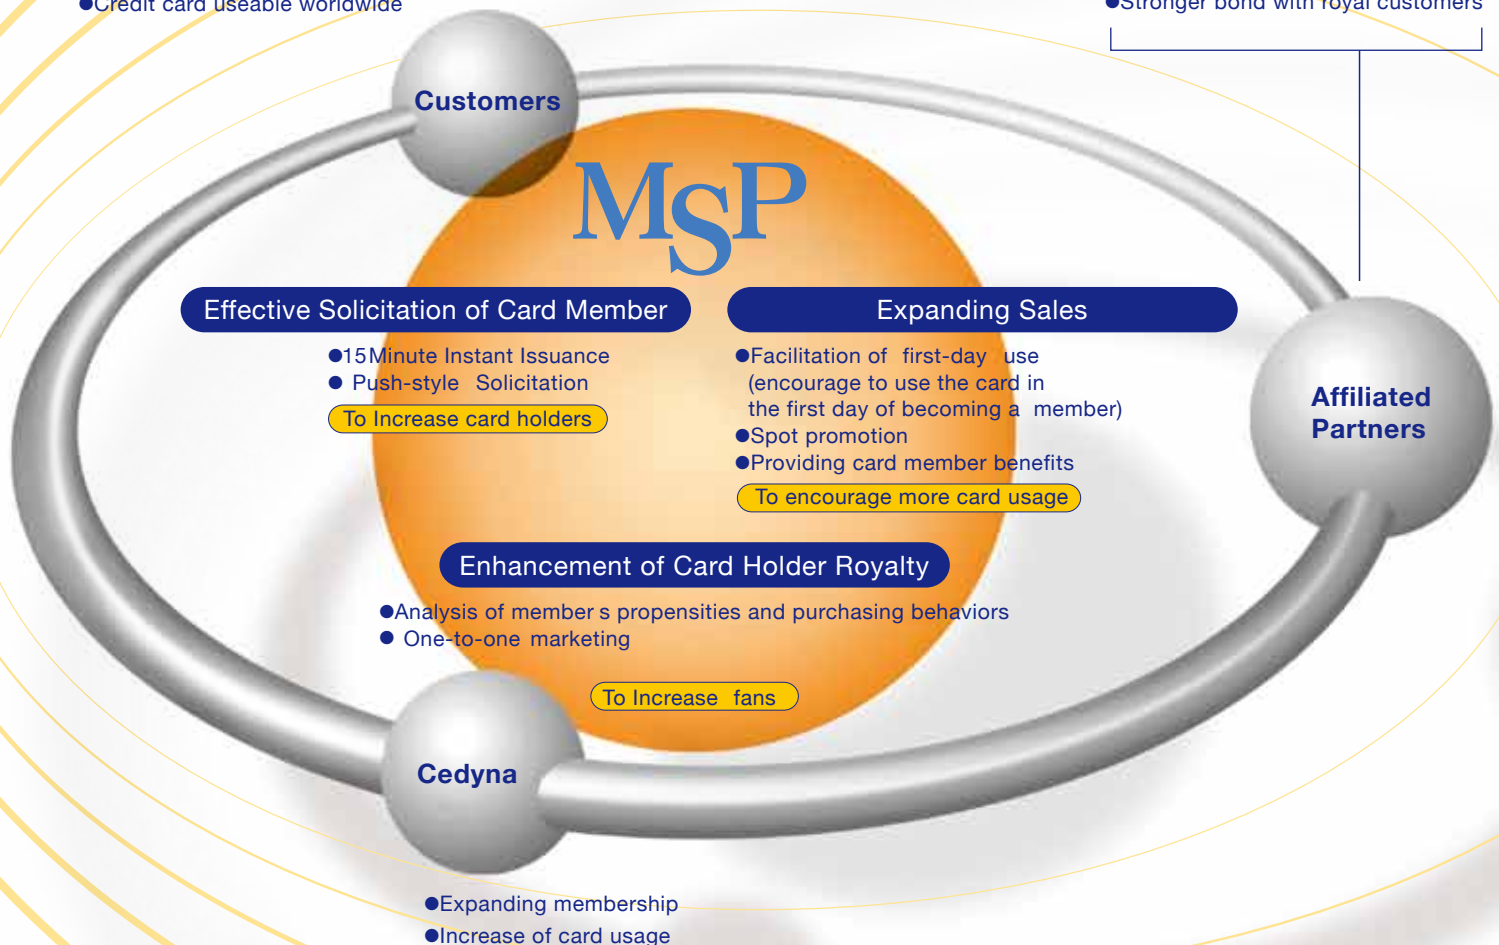 ●Credit card useable worldwide
●Stronger bond with royal customers
Customers
MSP
Effective Solicitation of Card Member
●15Minute Instant Issuance
● Push-style Solicitation
To Increase card holders
Expanding Sales
●Facilitation of first-day use
(encourage to use the card in
the first day of becoming a member)
●Spot promotion
●Providing card member benefits
To encourage more card usage
Affiliated
Partners
Enhancement of Card Holder Royalty
●Analysis of member s propensities and purchasing behaviors
● One-to-one marketing
To Increase fans
Cedyna
●Expanding membership
●Increase of card usage